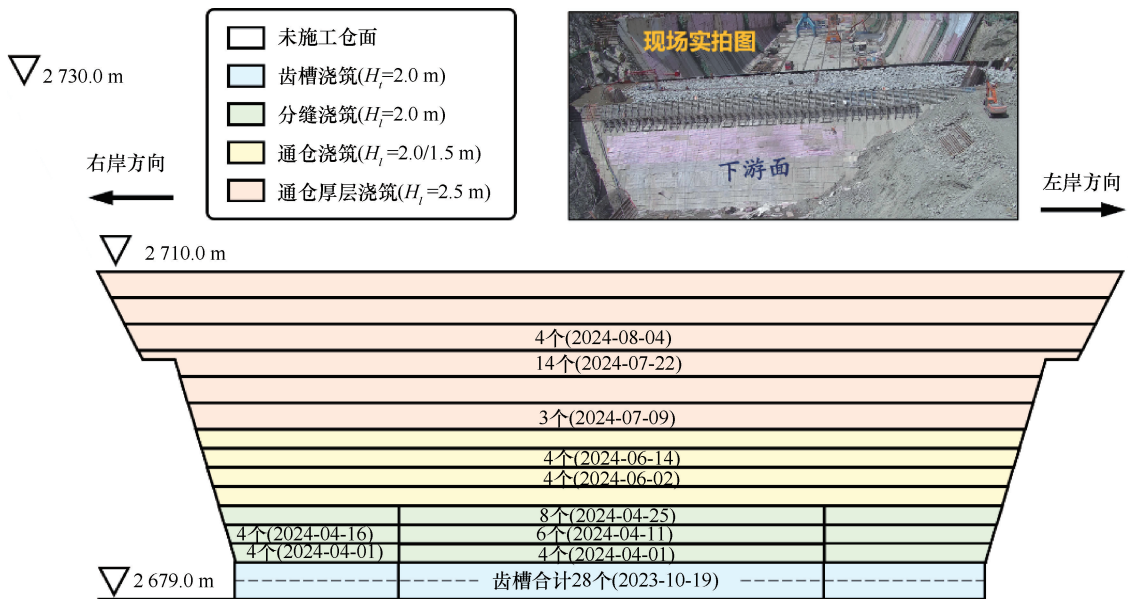 未施工仓面
现场实拍图
2 730.0 m
齿槽浇筑(Hl=2.0 m)
分缝浇筑(Hl=2.0 m)
通仓浇筑(Hl=2.0/1.5 m)
下游面
右岸方向
左岸方向
通仓厚层浇筑(Hl=2.5 m)
2 710.0 m
4个(2024-08-04)
14个(2024-07-22)
3个(2024-07-09)
4个(2024-06-14)
4个(2024-06-02)
8个(2024-04-25)
4个(2024-04-16) 6个(2024-04-11)
4个(2024-04-01) 4个(2024-04-01)
2 679.0 m
齿槽合计28个(2023-10-19)